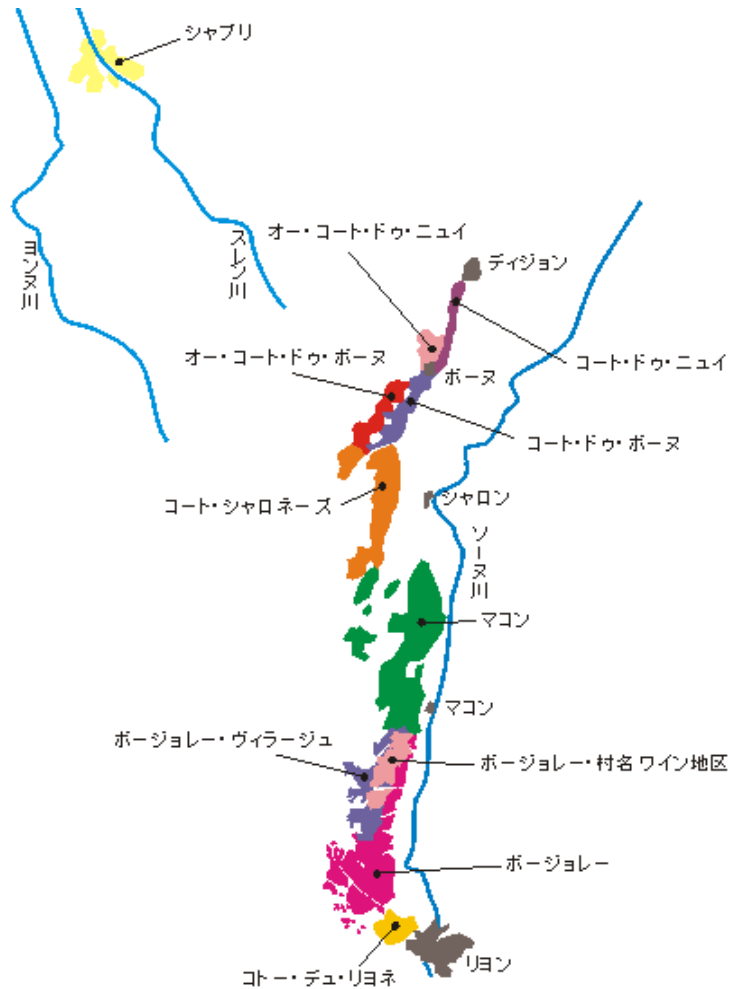 シャブリ
オー・コート・ドゥ・ニュイ
ヨンヌ川
スレン川
ディジョン
オー・コート・ドゥ・ボーヌ
コート・ドゥ・ニュイ
ボーヌ
コート・ドゥ・ボーヌ
コート・シャロネーズ
シャロン
ソーヌ川
マコン
マコン
ボージョレー・ヴィラージュ
ボージョレー・村名ワイン地区
ボージョレー
コトー・デュ・リヨネ
リヨン